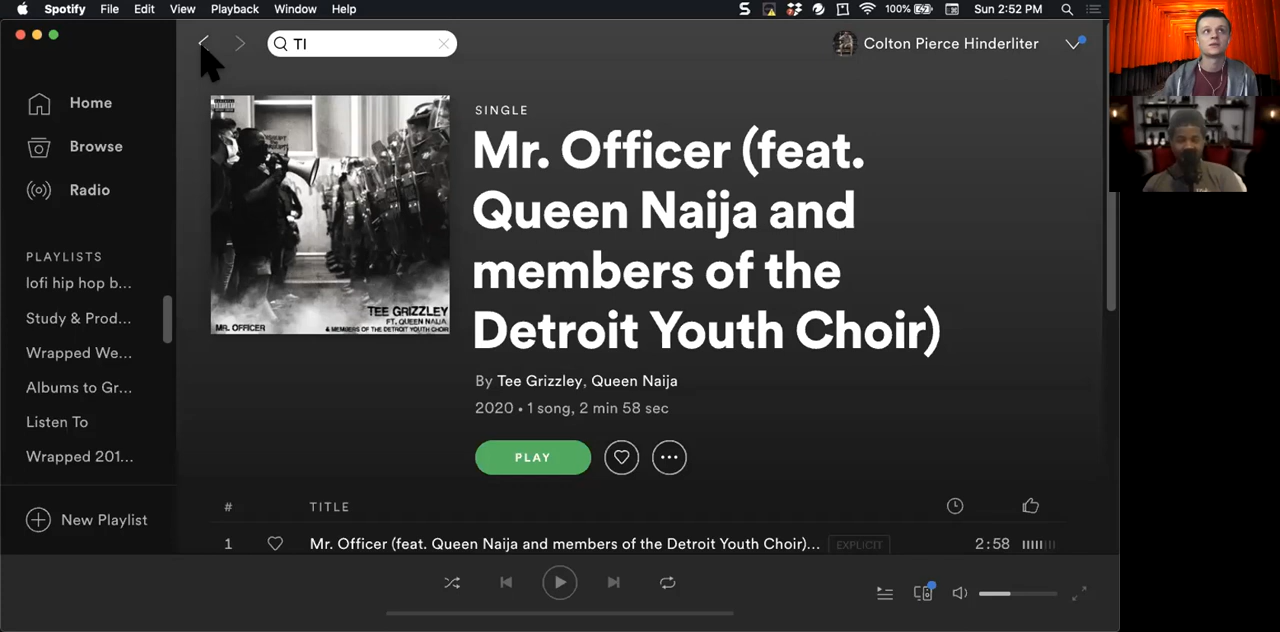 Spotify File Edit View Playback Window Help 100% Sun 2:52 PM
TI
Colton Pierce Hinderliter
Home
Browse
Radio
PLAYLISTS
lofi hip hop b...
Study & Prod...
Wrapped We...
Albums to Gr...
Listen To
Wrapped 201...
New Playlist
TEE GRIZZLEY
FT. QUEEN NAIJA
MR. OFFICER & MEMBERS OF THE DETROIT YOUTH CHOIR
SINGLE
Mr. Officer (feat.
Queen Naija and
members of the
Detroit Youth Choir)
By Tee Grizzley, Queen Naija
2020 • 1 song, 2 min 58 sec
PLAY
# TITLE
1 Mr. Officer (feat. Queen Naija and members of the Detroit Youth Choir)... EXPLICIT 2:58